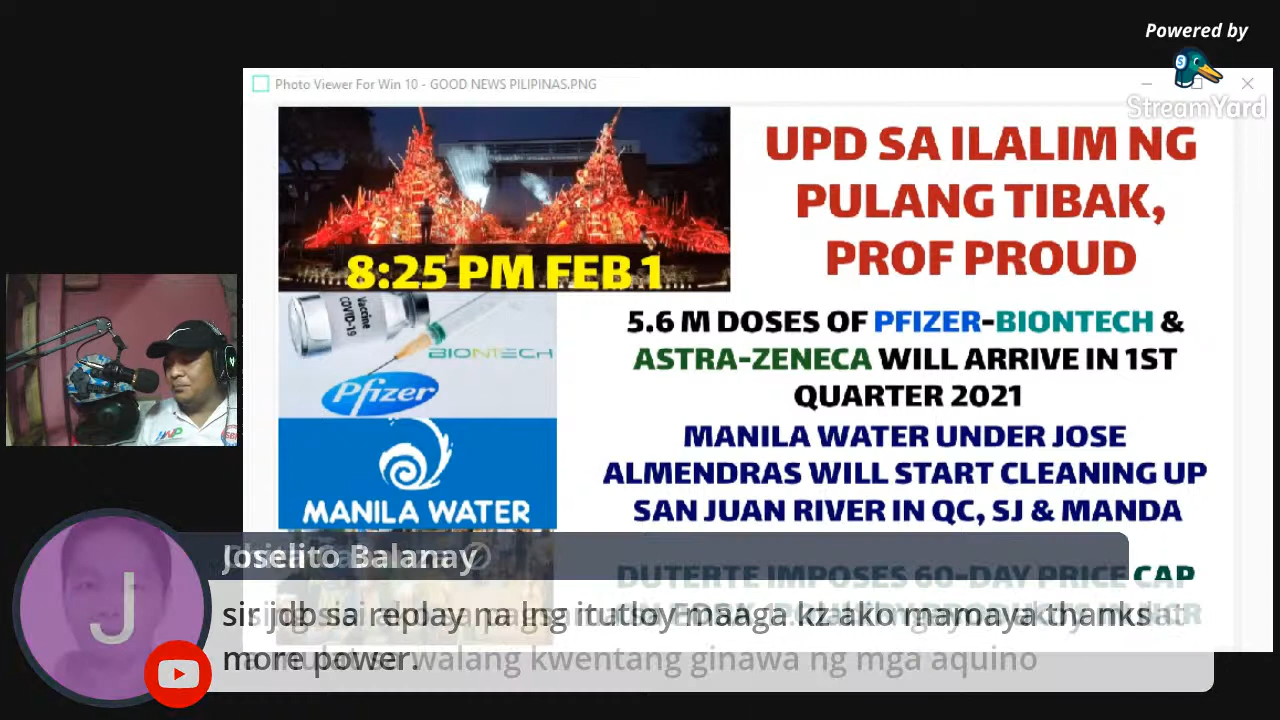 Powered by
StreamYard
Photo Viewer For Win 10 - GOOD NEWS PILIPINAS.PNG
8:25 PM FEB 1
UPD SA ILALIM NG
PULANG TIBAK,
PROF PROUD
Vaccine
COVID-19
BIONTECH
Pfizer
5.6 M DOSES OF PFIZER-BIONTECH &
ASTRA-ZENECA WILL ARRIVE IN 1ST
QUARTER 2021
MANILA WATER
MANILA WATER UNDER JOSE
ALMENDRAS WILL START CLEANING UP
SAN JUAN RIVER IN QC, SJ & MANDA
DUTERTE IMPOSES 60-DAY PRICE CAP
J
Joselito Balanay
sir jdb sa replay na lng itutloy maaga kz ako mamaya thanks
more power.
walang kwentang ginawa ng mga aquino